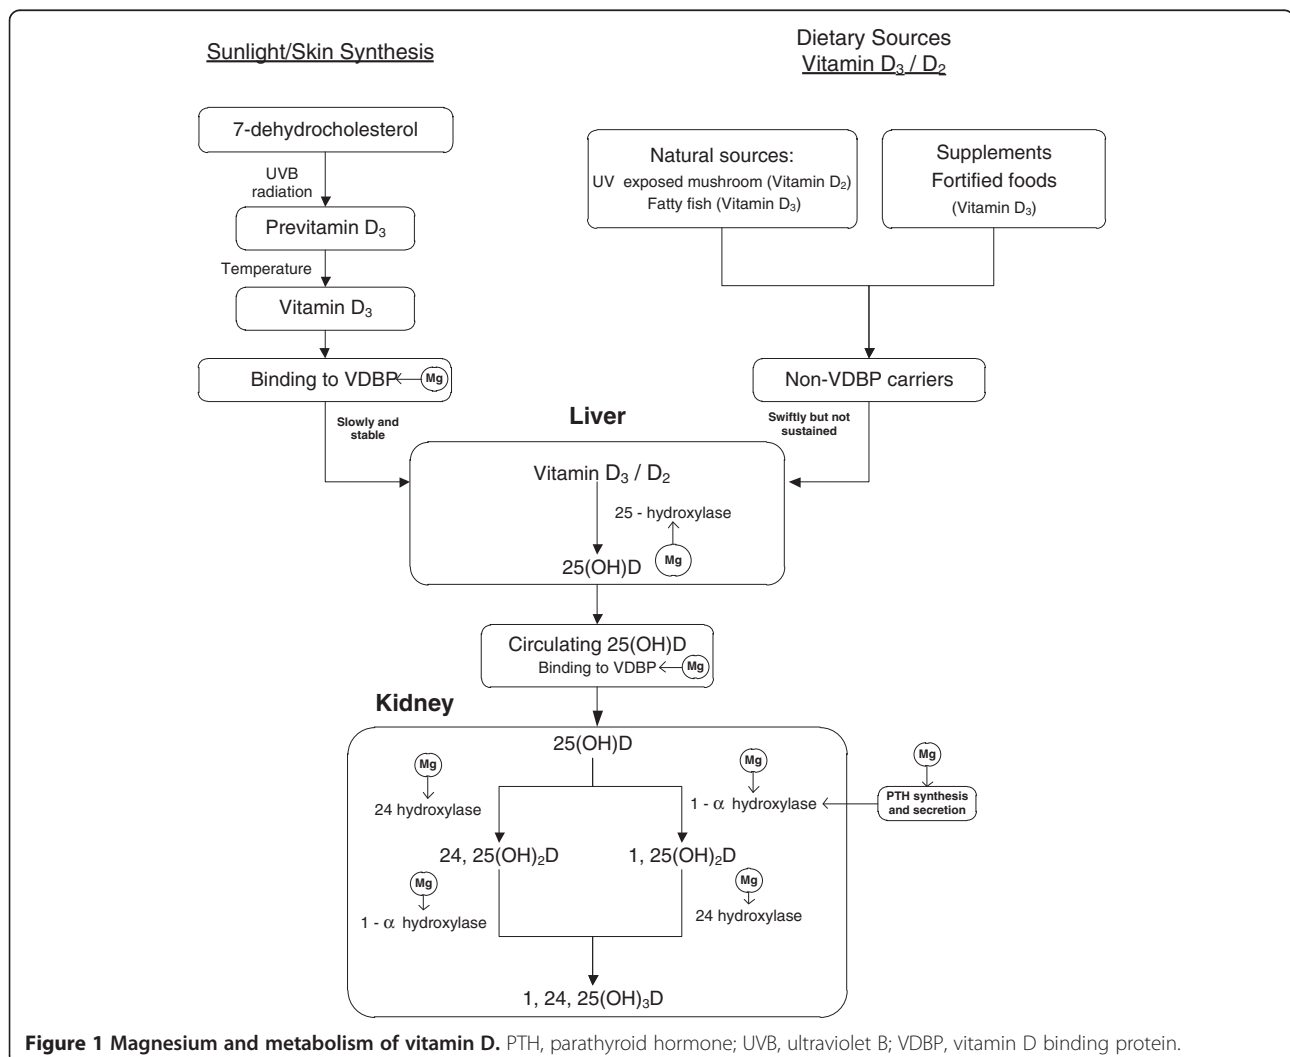 Sunlight/Skin Synthesis
Dietary Sources
Vitamin D₃ / D₂
7-dehydrocholesterol
UVB
radiation
Previtamin D₃
Temperature
Vitamin D₃
Binding to VDBP
Mg
Slowly and
stable
Natural sources:
UV exposed mushroom (Vitamin D₂)
Fatty fish (Vitamin D₃)
Supplements
Fortified foods
(Vitamin D₃)
Non-VDBP carriers
Swiftly but not
sustained
Liver
Vitamin D₃ / D₂
25 - hydroxylase
Mg
25(OH)D
Circulating 25(OH)D
Binding to VDBP
Mg
Kidney
25(OH)D
Mg
24 hydroxylase
Mg
1 - α hydroxylase
Mg
PTH synthesis
and secretion
24, 25(OH)₂D
1, 25(OH)₂D
Mg
1 - α hydroxylase
Mg
24 hydroxylase
1, 24, 25(OH)₃D
Figure 1 Magnesium and metabolism of vitamin D. PTH, parathyroid hormone; UVB, ultraviolet B; VDBP, vitamin D binding protein.